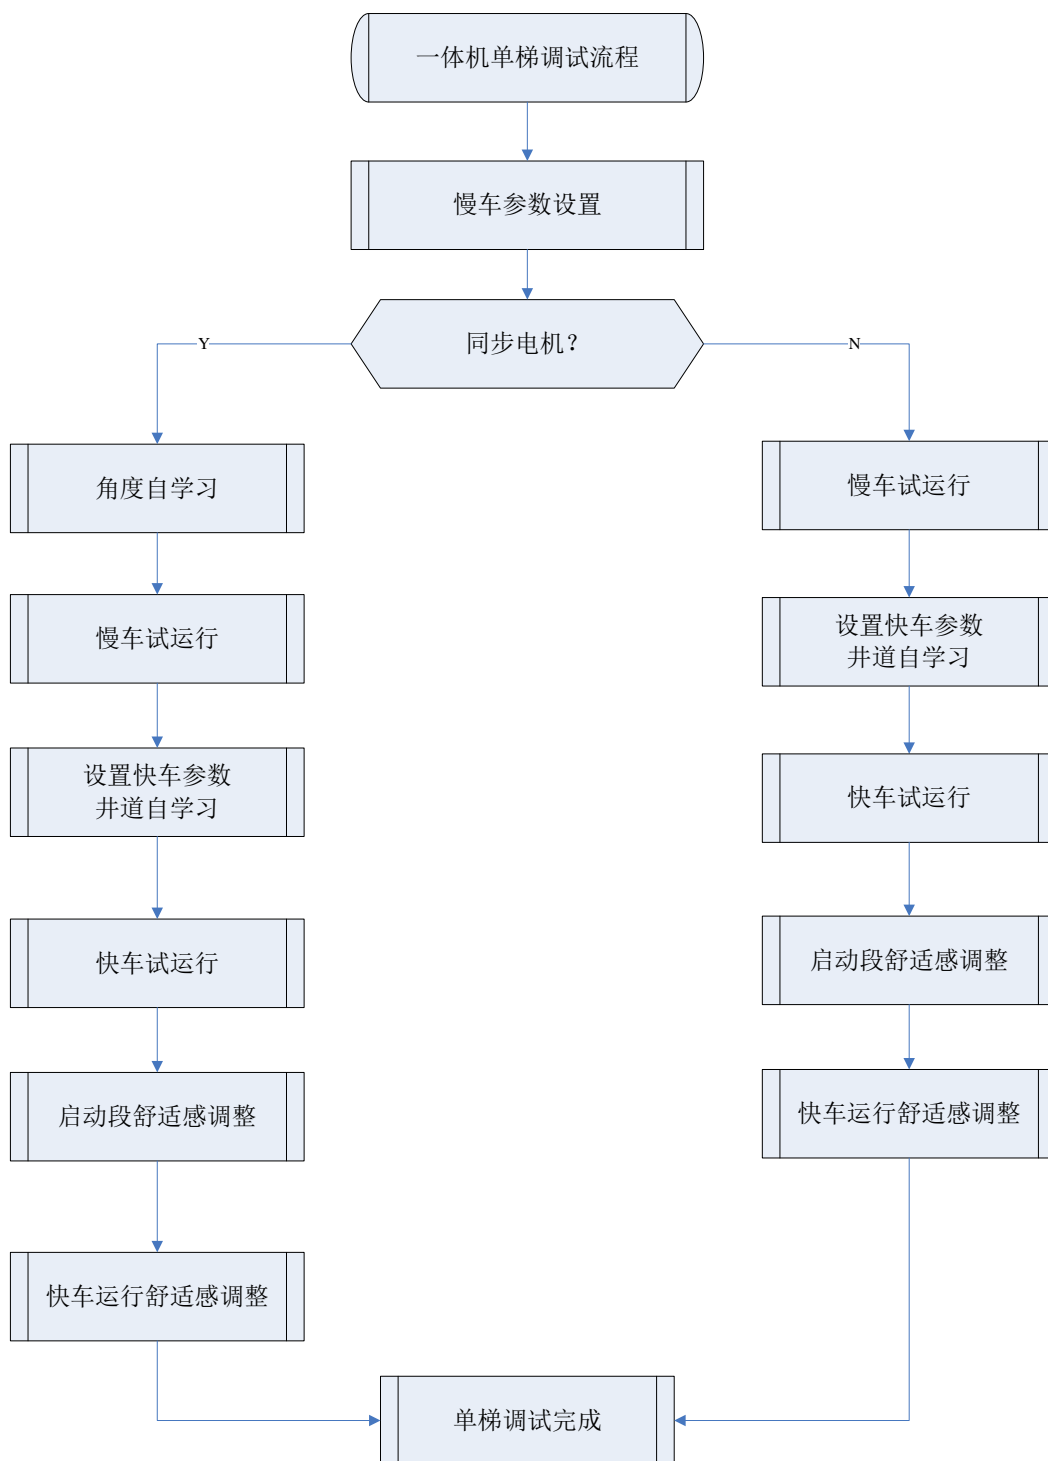 一体机单梯调试流程
慢车参数设置
同步电机？
Y
N
角度自学习
慢车试运行
设置快车参数
井道自学习
快车试运行
启动段舒适感调整
快车运行舒适感调整
慢车试运行
设置快车参数
井道自学习
快车试运行
启动段舒适感调整
快车运行舒适感调整
单梯调试完成